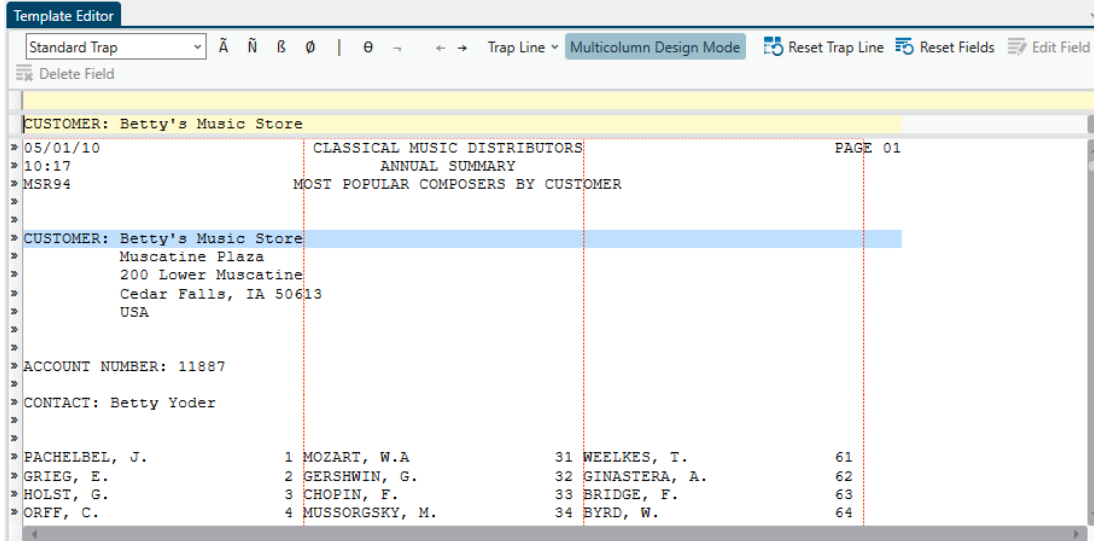 Template Editor
Standard Trap Ã Ñ ß Ø | θ ¬ ← → Trap Line Multicolumn Design Mode Reset Trap Line Reset Fields Edit Field
Delete Field
CUSTOMER: Betty's Music Store
» 05/01/10 CLASSICAL MUSIC DISTRIBUTORS PAGE 01
» 10:17 ANNUAL SUMMARY
» MSR94 MOST POPULAR COMPOSERS BY CUSTOMER
»
»
» CUSTOMER: Betty's Music Store
» Muscatine Plaza
» 200 Lower Muscatine
» Cedar Falls, IA 50613
» USA
»
»
» ACCOUNT NUMBER: 11887
»
» CONTACT: Betty Yoder
»
»
» PACHELBEL, J. 1 MOZART, W.A 31 WEELKES, T. 61
» GRIEG, E. 2 GERSHWIN, G. 32 GINASTERA, A. 62
» HOLST, G. 3 CHOPIN, F. 33 BRIDGE, F. 63
» ORFF, C. 4 MUSSORGSKY, M. 34 BYRD, W. 64